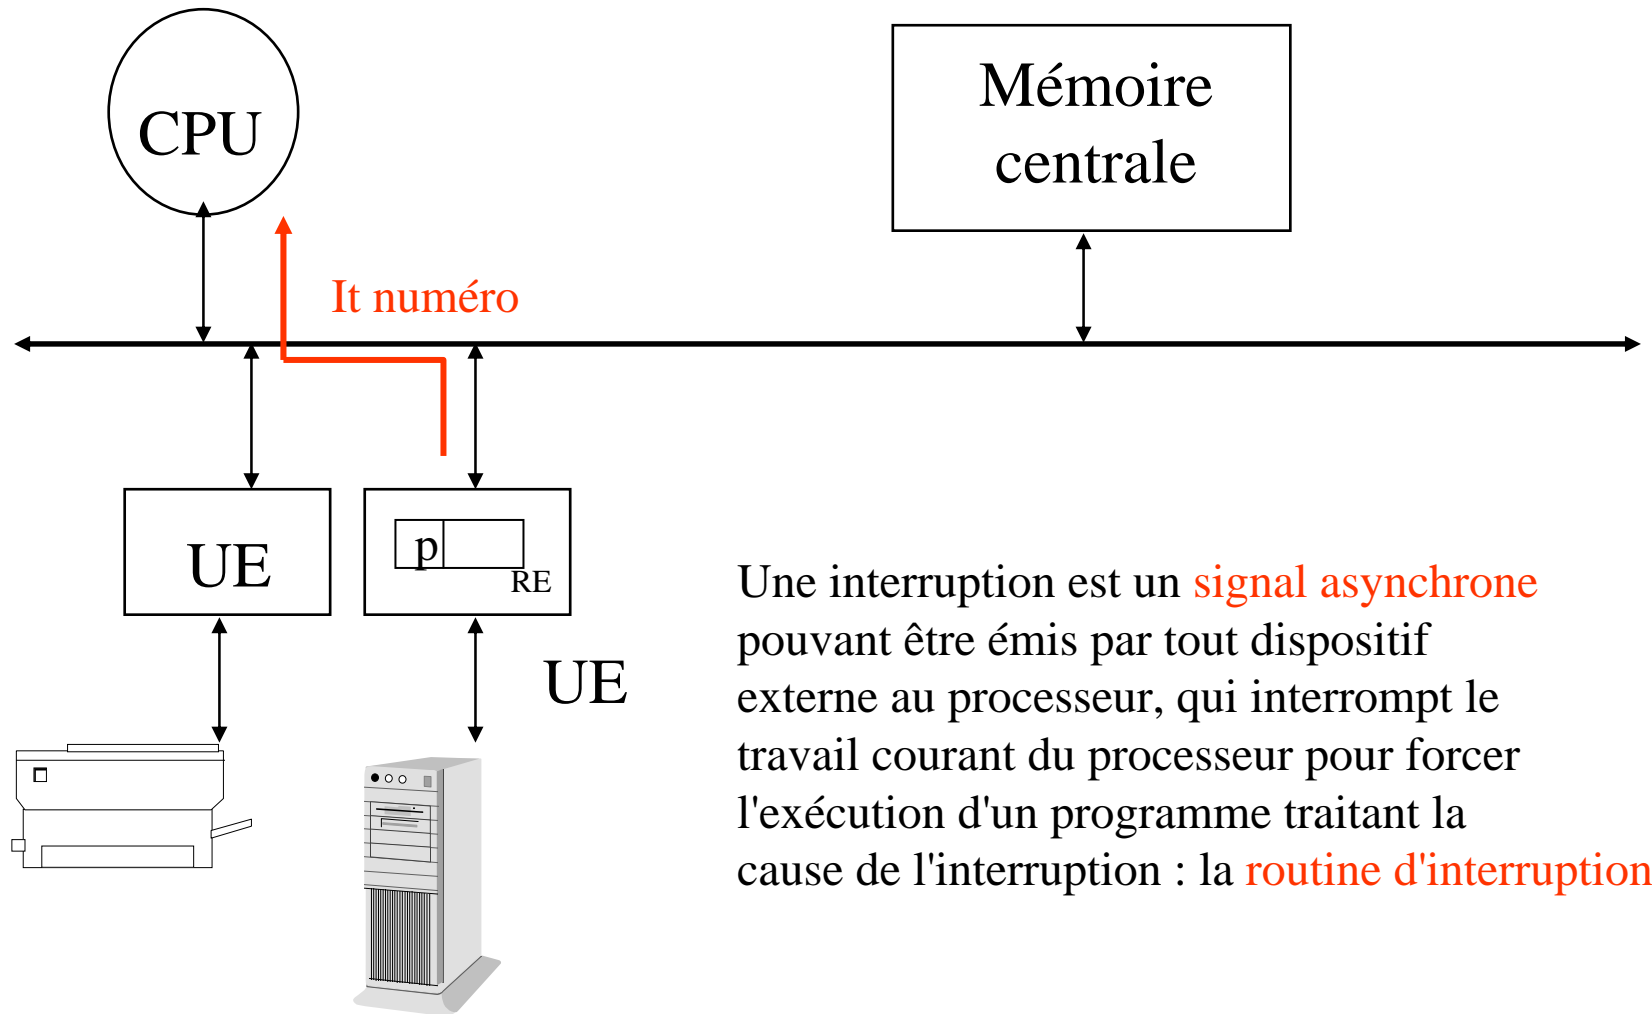 CPU
Mémoire
centrale
It numéro
UE
p
RE
UE
Une interruption est un signal asynchrone
pouvant être émis par tout dispositif
externe au processeur, qui interrompt le
travail courant du processeur pour forcer
l'exécution d'un programme traitant la
cause de l'interruption : la routine d'interruption